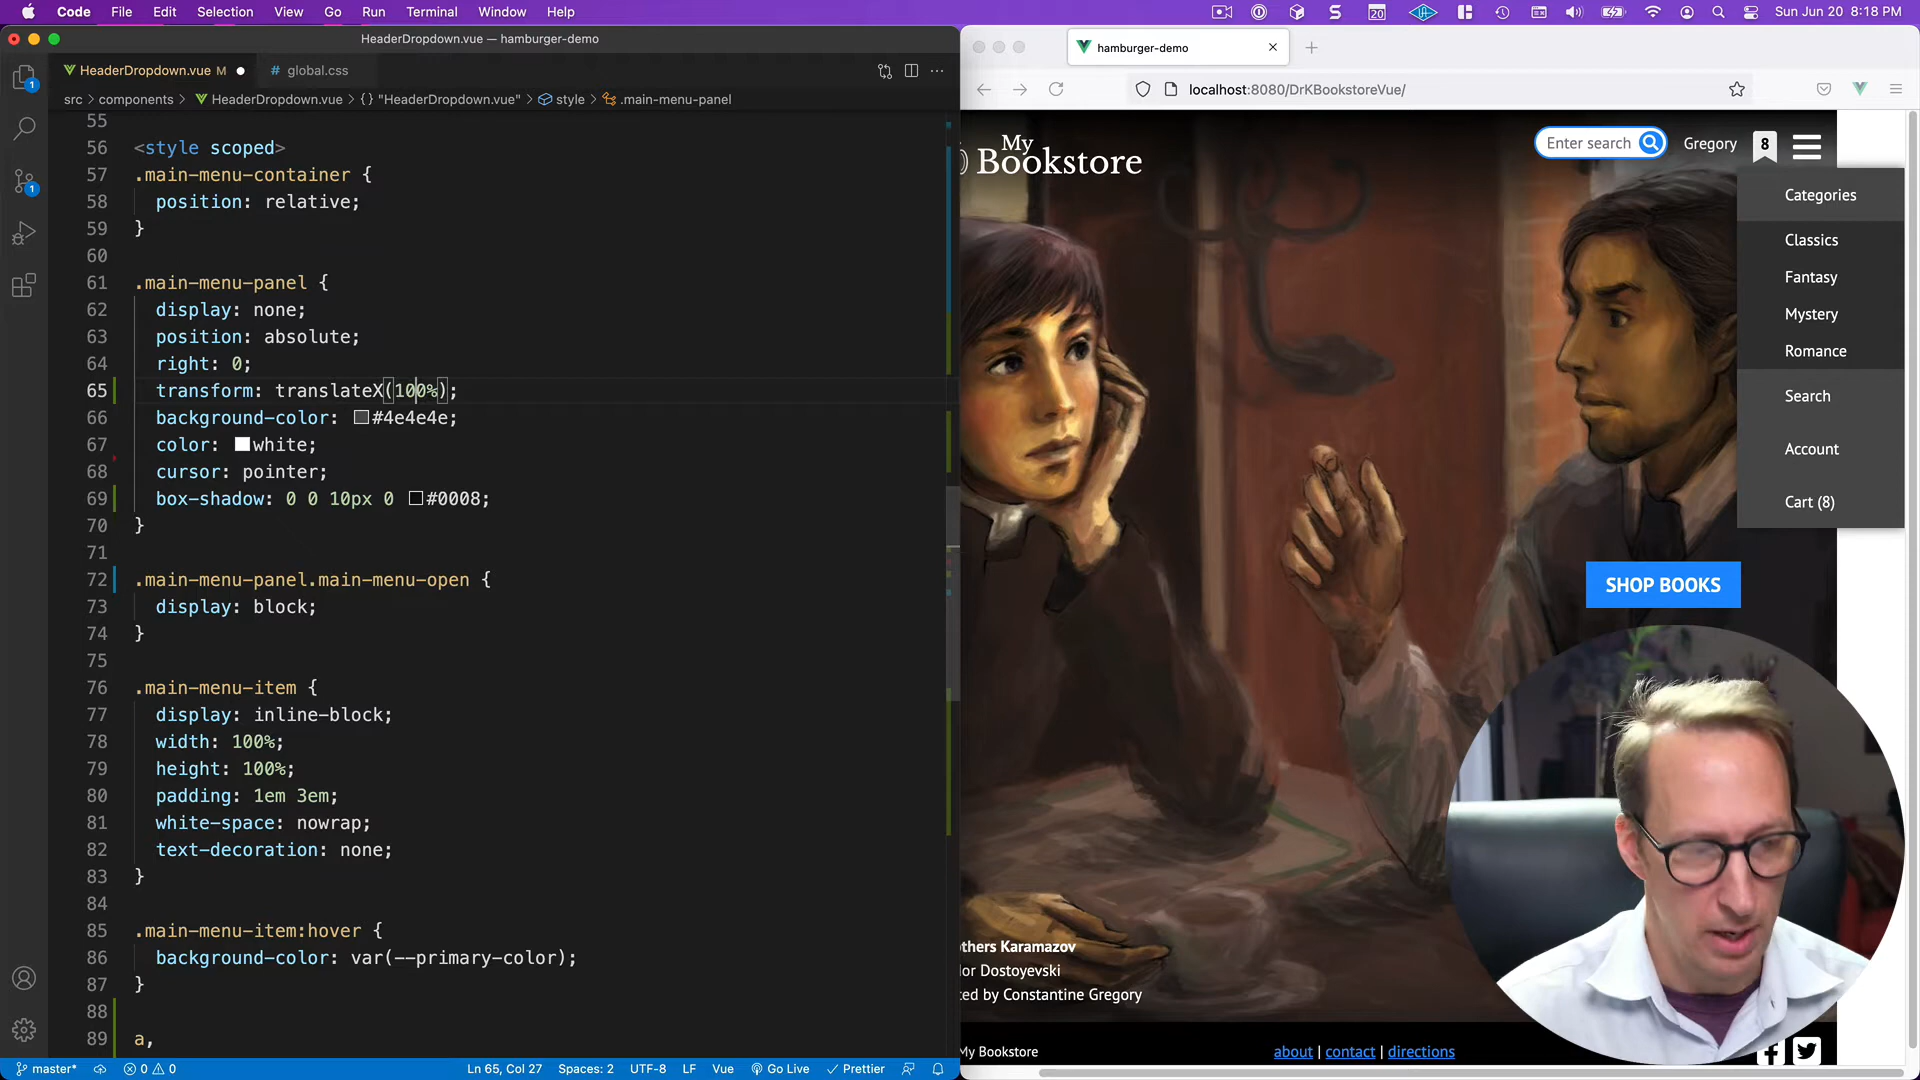 Code File Edit Selection View Go Run Terminal Window Help
20
Sun Jun 20 8:18 PM
HeaderDropdown.vue — hamburger-demo
HeaderDropdown.vue M
# global.css
src > components > HeaderDropdown.vue > {} "HeaderDropdown.vue" > style > .main-menu-panel
1
1
55
56 <style scoped>
57 .main-menu-container {
58 position: relative;
59 }
60
61 .main-menu-panel {
62 display: none;
63 position: absolute;
64 right: 0;
65 transform: translateX(100%);
66 background-color: #4e4e4e;
67 color: white;
68 cursor: pointer;
69 box-shadow: 0 0 10px 0 #0008;
70 }
71
72 .main-menu-panel.main-menu-open {
73 display: block;
74 }
75
76 .main-menu-item {
77 display: inline-block;
78 width: 100%;
79 height: 100%;
80 padding: 1em 3em;
81 white-space: nowrap;
82 text-decoration: none;
83 }
84
85 .main-menu-item:hover {
86 background-color: var(--primary-color);
87 }
88
89 a,
master* 0 0 Ln 65, Col 27 Spaces: 2 UTF-8 LF Vue Go Live Prettier
hamburger-demo
localhost:8080/DrKBookstoreVue/
My
Bookstore
Enter search
Gregory
8
Categories
Classics
Fantasy
Mystery
Romance
Search
Account
Cart (8)
SHOP BOOKS
others Karamazov
dor Dostoyevski
ted by Constantine Gregory
My Bookstore
about | contact | directions